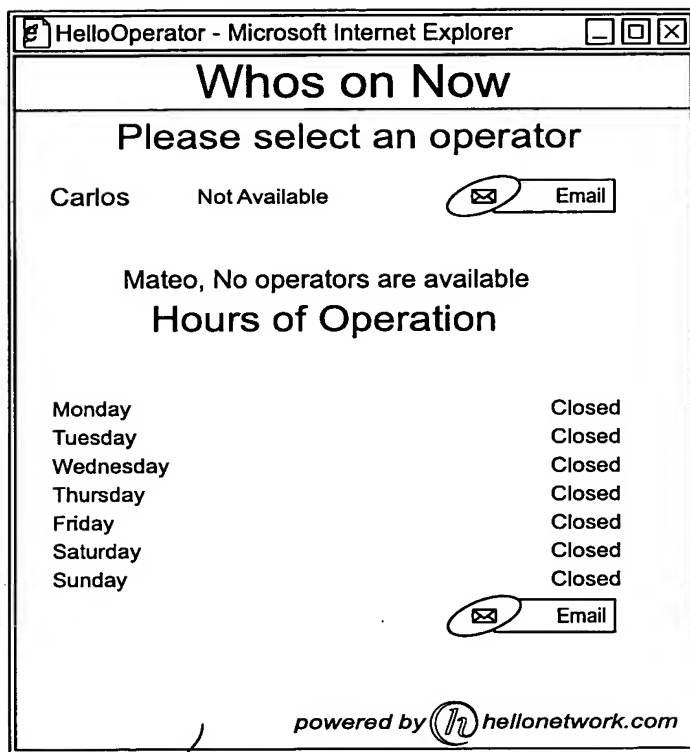 HelloOperator - Microsoft Internet Explorer
Whos on Now
Please select an operator
Carlos Not Available Email
Mateo, No operators are available
Hours of Operation
Monday Closed
Tuesday Closed
Wednesday Closed
Thursday Closed
Friday Closed
Saturday Closed
Sunday Closed
Email
powered by h hellonetwork.com